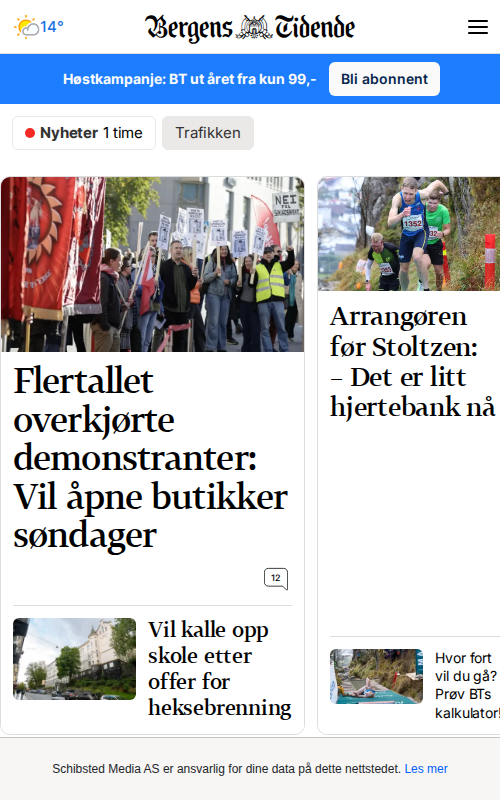 14°
Bergens Tidende
Høstkampanje: BT ut året fra kun 99,-
Bli abonnent
Nyheter 1 time
Trafikken
NEI
1352
Flertallet
overkjørte
demonstranter:
Vil åpne butikker
søndager
12
Vil kalle opp
skole etter
offer for
heksebrenning
Arrangøren
før Stoltzen:
– Det er litt
hjertebank nå
Hvor fort
vil du gå?
Prøv BTs
kalkulator!
Schibsted Media AS er ansvarlig for dine data på dette nettstedet. Les mer